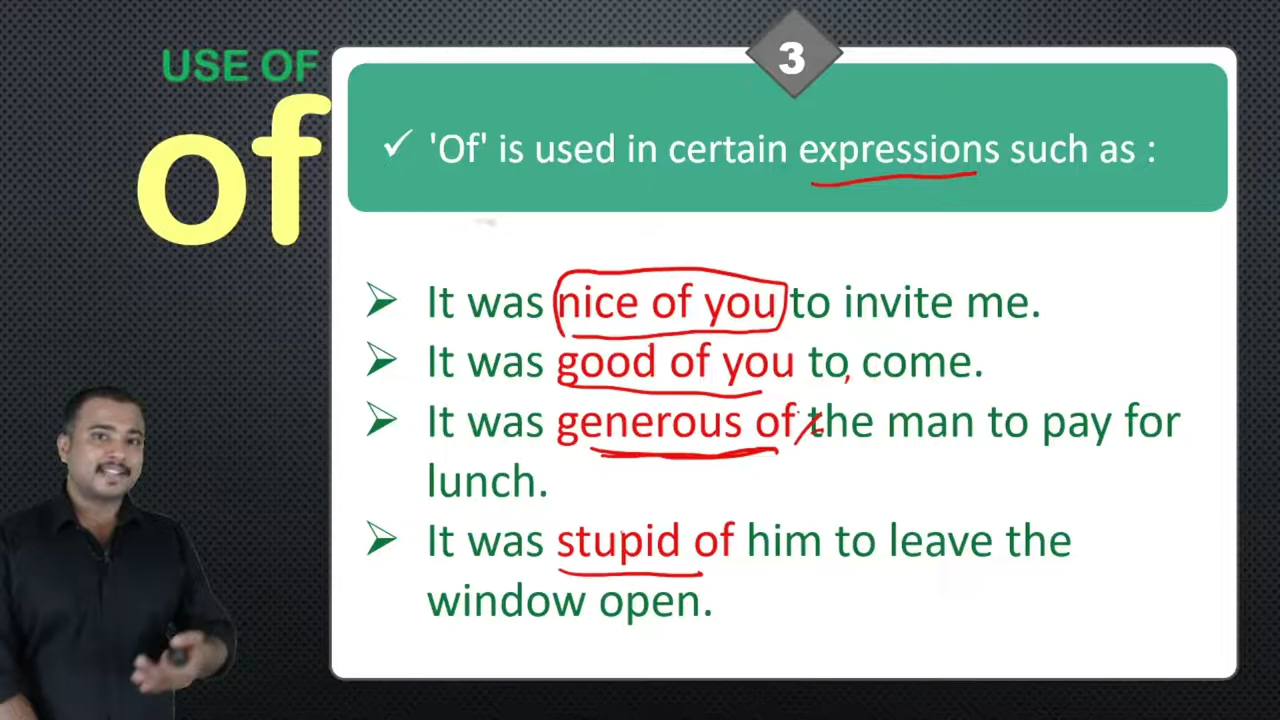 USE OF
of
3
✓ 'Of' is used in certain expressions such as :
➢ It was nice of you to invite me.
➢ It was good of you to come.
➢ It was generous of the man to pay for
lunch.
➢ It was stupid of him to leave the
window open.